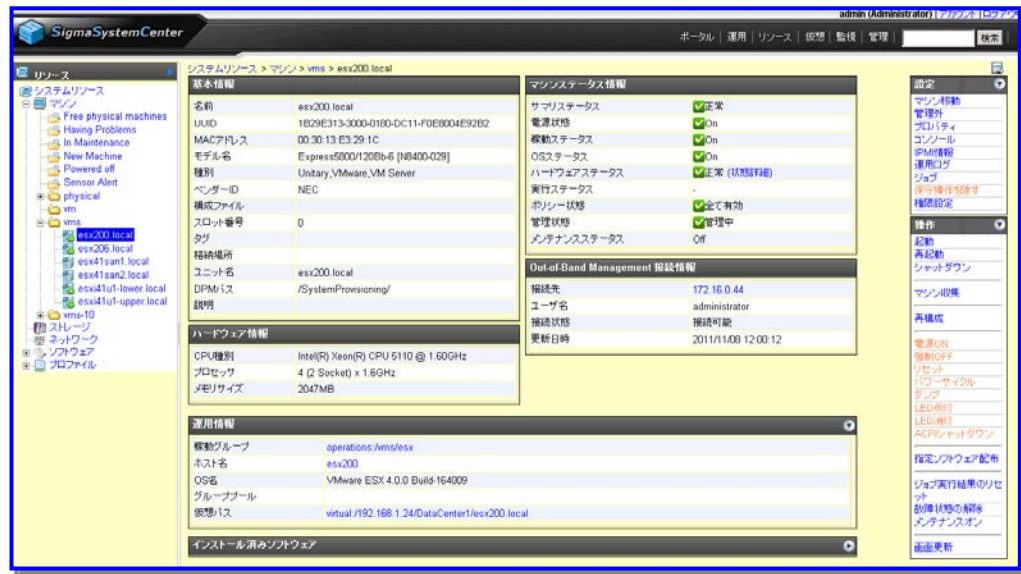 admin (Administrator) | アカウント | ログアウ
SigmaSystemCenter
ポータル | 運用 | リソース | 仮想 | 監視 | 管理 | 検索
リソース
システムリソース
マシン
Free physical machines
Having Problems
In Maintenance
New Machine
Powered off
Sensor Alert
physical
vm
vms
esx200.local
esx206.local
esx41san1.local
esx41san2.local
esxi41u1-lower.local
esxi41u1-upper.local
vms-10
ストレージ
ネットワーク
ソフトウェア
プロファイル
システムリソース > マシン > vms > esx200.local
基本情報
名前 esx200.local
UUID 1B29E313-3000-0180-DC11-F0E8004E92B2
MACアドレス 00:30:13:E3:29:1C
モデル名 Express5800/120Bb-6 [N8400-029]
種別 Unitary,VMware,VM Server
ベンダーID NEC
構成ファイル
スロット番号 0
タグ
格納場所
ユニット名 esx200.local
DPMパス /SystemProvisioning/
説明
ハードウェア情報
CPU種別 Intel(R) Xeon(R) CPU 5110 @ 1.60GHz
プロセッサ 4 (2 Socket) x 1.6GHz
メモリサイズ 2047MB
マシンステータス情報
サマリステータス 正常
電源状態 On
稼動ステータス On
OSステータス On
ハードウェアステータス 正常 (状態詳細)
実行ステータス -
ポリシー状態 全て有効
管理状態 管理中
メンテナンスステータス Off
Out-of-Band Management 接続情報
接続先 172.16.0.44
ユーザ名 administrator
接続状態 接続可能
更新日時 2011/11/08 12:00:12
運用情報
稼動グループ operations:/vms/esx
ホスト名 esx200
OS名 VMware ESX 4.0.0 Build-164009
グループプール
仮想パス virtual:/192.168.1.24/DataCenter1/esx200.local
インストール済みソフトウェア
設定
マシン移動
管理外
プロパティ
コンソール
IPMI情報
運用ログ
ジョブ
保守操作を隠す
権限設定
操作
起動
再起動
シャットダウン
マシン収集
再構成
電源ON
強制OFF
リセット
パワーサイクル
ダンプ
LED点灯
LED消灯
ACPIシャットダウン
指定ソフトウェア配布
ジョブ実行結果のリセ
ット
故障状態の解除
メンテナンスオン
画面更新